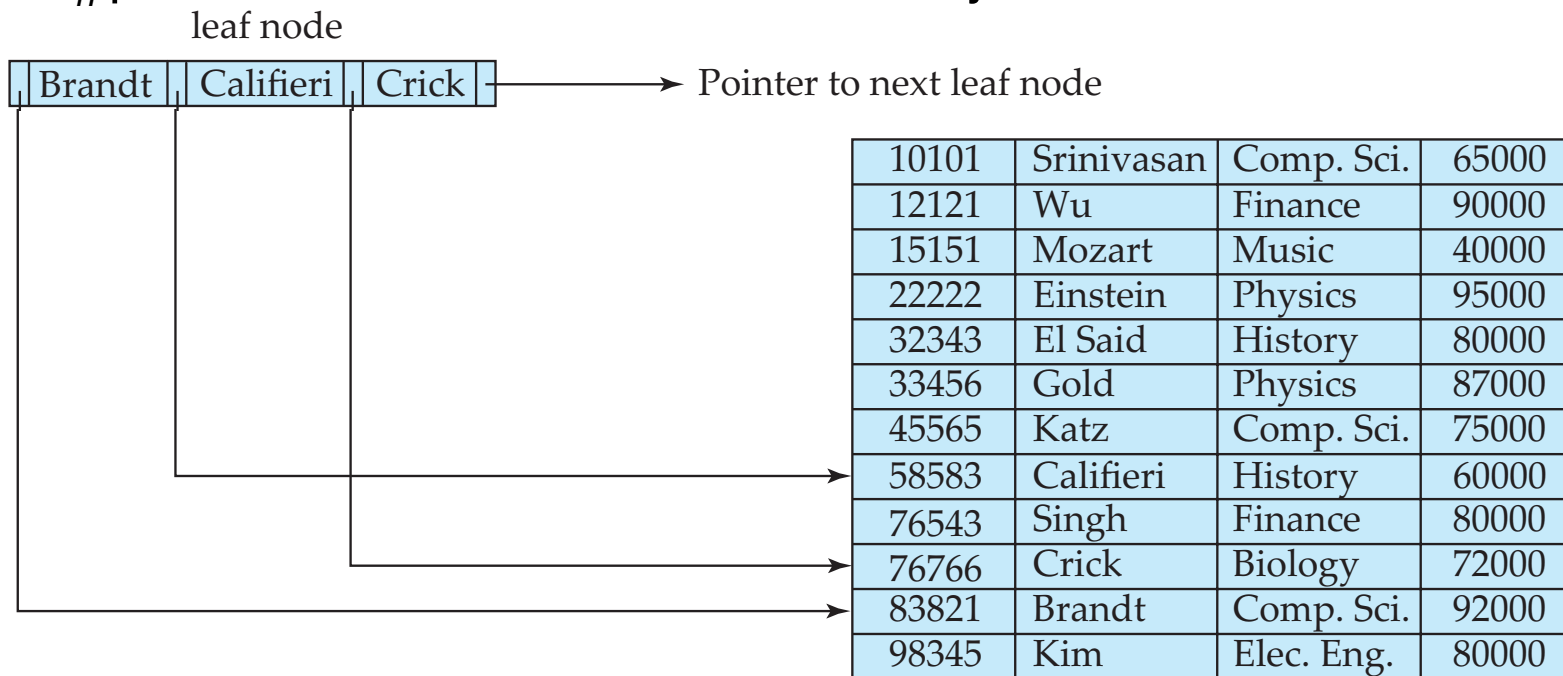 leaf node
Brandt Califieri Crick Pointer to next leaf node
10101 Srinivasan Comp. Sci. 65000
12121 Wu Finance 90000
15151 Mozart Music 40000
22222 Einstein Physics 95000
32343 El Said History 80000
33456 Gold Physics 87000
45565 Katz Comp. Sci. 75000
58583 Califieri History 60000
76543 Singh Finance 80000
76766 Crick Biology 72000
83821 Brandt Comp. Sci. 92000
98345 Kim Elec. Eng. 80000